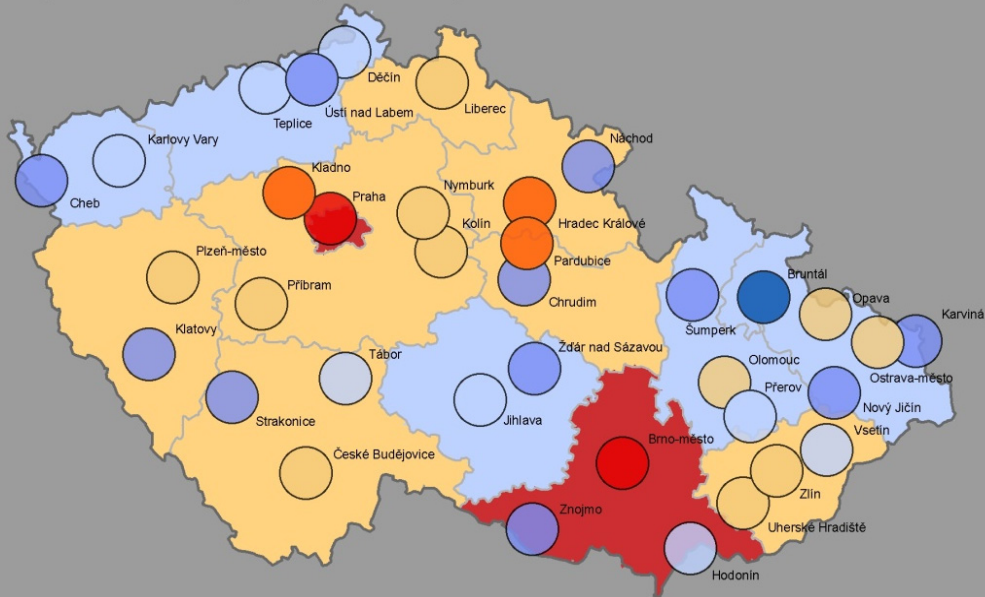 Děčín
Ústí nad Labem
Teplice
Liberec
Karlovy Vary
Cheb
Náchod
Kladno
Praha
Nymburk
Kolín
Hradec Králové
Pardubice
Chrudim
Plzeň-město
Příbram
Klatovy
Tábor
Strakonice
České Budějovice
Žďár nad Sázavou
Jihlava
Šumperk
Bruntál
Opava
Karviná
Ostrava-město
Olomouc
Přerov
Nový Jičín
Vsetín
Brno-město
Zlín
Uherské Hradiště
Znojmo
Hodonín